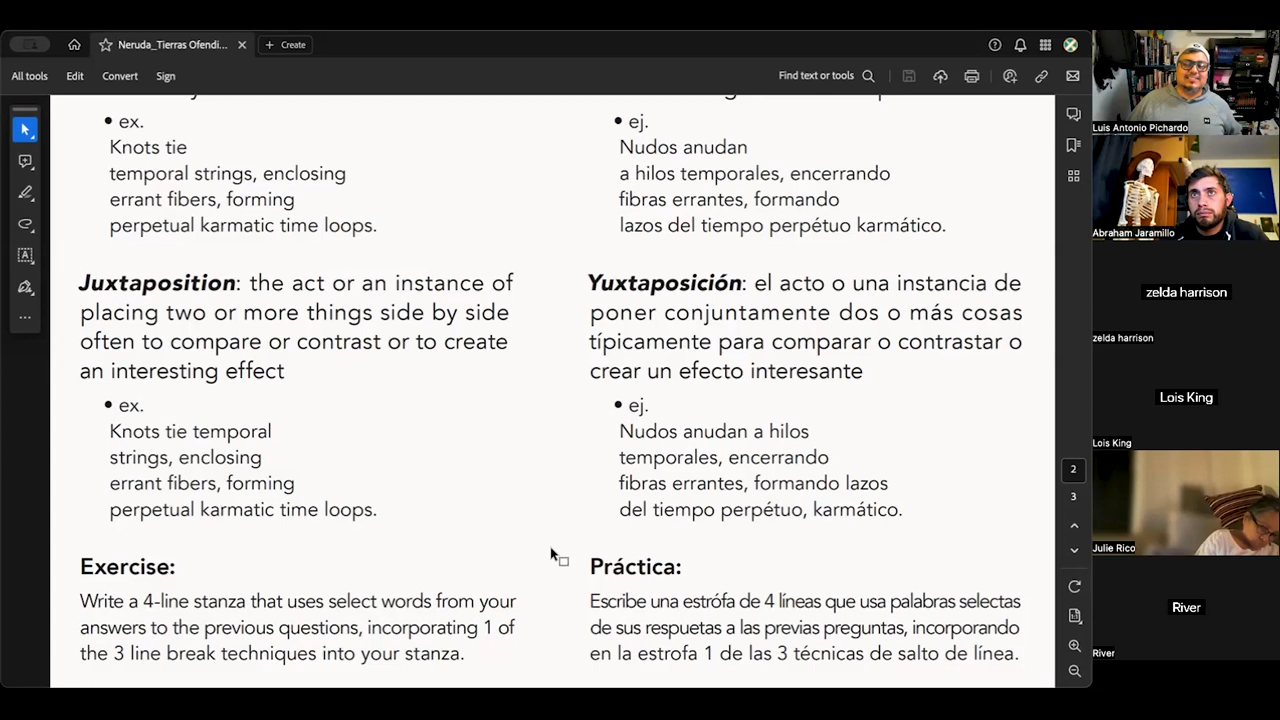 Neruda_Tierras Ofendi...
Create
All tools
Edit
Convert
Sign
Find text or tools
• ex.
Knots tie
temporal strings, enclosing
errant fibers, forming
perpetual karmatic time loops.
Juxtaposition: the act or an instance of
placing two or more things side by side
often to compare or contrast or to create
an interesting effect
• ex.
Knots tie temporal
strings, enclosing
errant fibers, forming
perpetual karmatic time loops.
Exercise:
Write a 4-line stanza that uses select words from your
answers to the previous questions, incorporating 1 of
the 3 line break techniques into your stanza.
• ej.
Nudos anudan
a hilos temporales, encerrando
fibras errantes, formando
lazos del tiempo perpétuo karmático.
Yuxtaposición: el acto o una instancia de
poner conjuntamente dos o más cosas
típicamente para comparar o contrastar o
crear un efecto interesante
• ej.
Nudos anudan a hilos
temporales, encerrando
fibras errantes, formando lazos
del tiempo perpétuo, karmático.
Práctica:
Escribe una estrófa de 4 líneas que usa palabras selectas
de sus respuetas a las previas preguntas, incorporando
en la estrofa 1 de las 3 técnicas de salto de línea.
2
3
Luis Antonio Pichardo
Abraham Jaramillo
zelda harrison
zelda harrison
Lois King
Lois King
Julie Rico
River
River